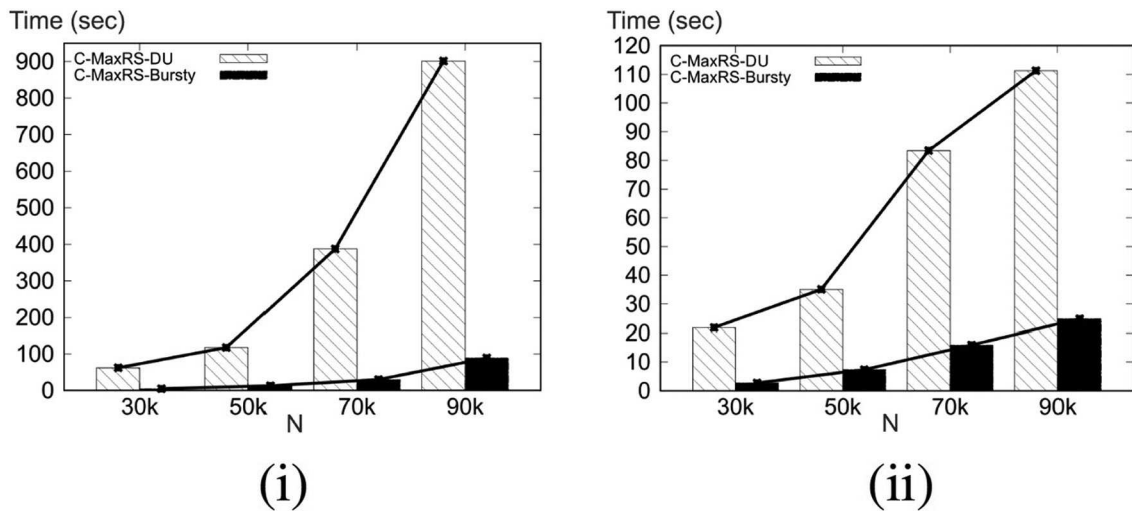 Time (sec)
900
800
700
600
500
400
300
200
100
0
C-MaxRS-DU
C-MaxRS-Bursty
30k 50k 70k 90k
N
(i)
Time (sec)
120
110
100
90
80
70
60
50
40
30
20
10
0
C-MaxRS-DU
C-MaxRS-Bursty
30k 50k 70k 90k
N
(ii)